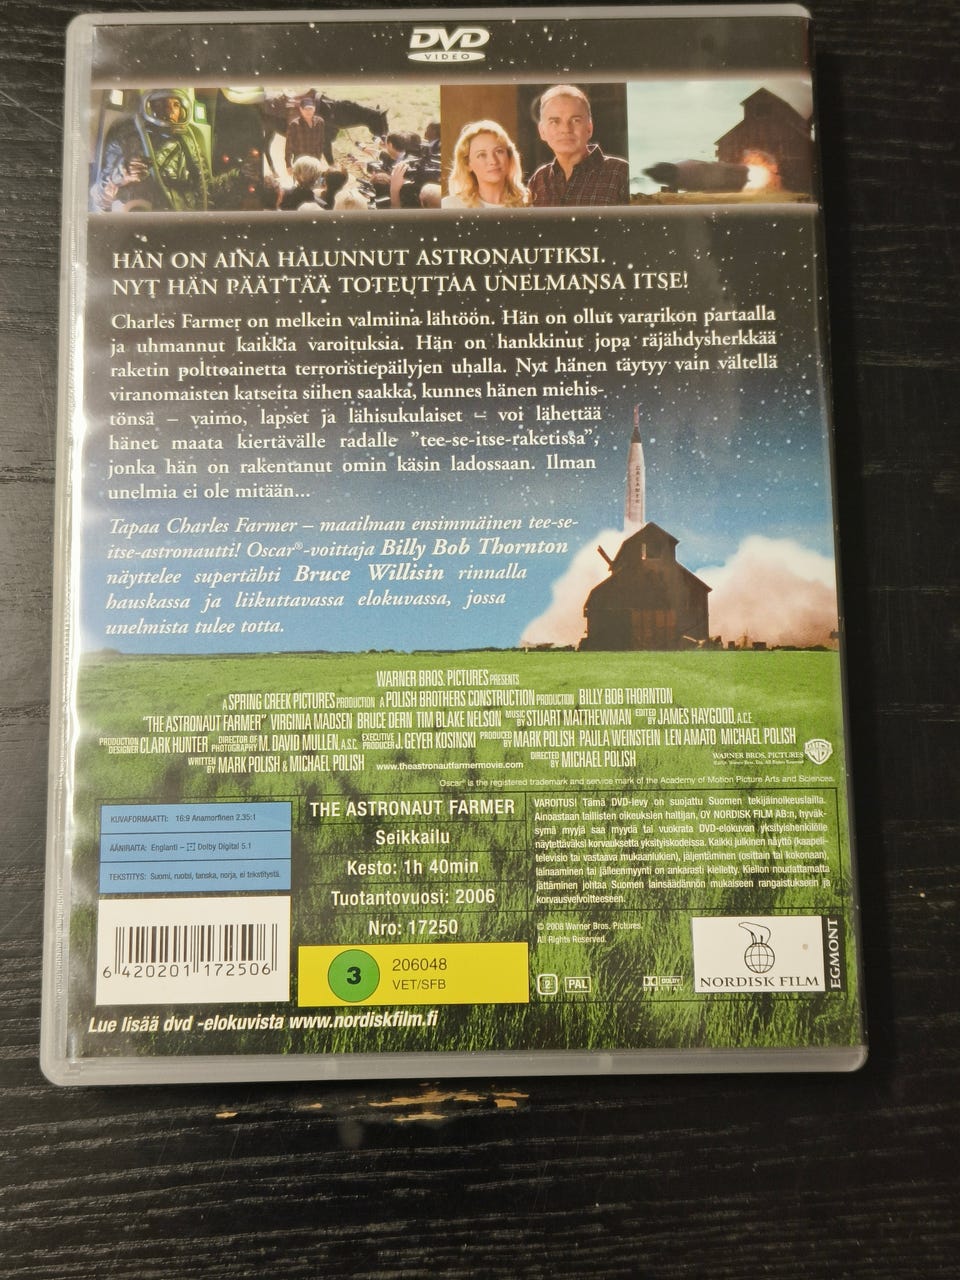 DVD
VIDEO
HÄN ON AINA HALUNNUT ASTRONAUTIKSI.
NYT HÄN PÄÄTTÄÄ TOTEUTTAA UNELMANSA ITSE!
Charles Farmer on melkein valmiina lähtöön. Hän on ollut vararikon partaalla
ja uhmannut kaikkia varoituksia. Hän on hankkinut jopa räjähdysherkkää
raketin polttoainetta terroristiepäilyjen uhalla. Nyt hänen täytyy vain vältellä
viranomaisten katseita siihen saakka, kunnes hänen miehis-
tönsä – vaimo, lapset ja lähisukulaiset – voi lähettää
hänet maata kiertävälle radalle ”tee-se-itse-raketissa”,
jonka hän on rakentanut omin käsin ladossaan. Ilman
unelmia ei ole mitään...
Tapaa Charles Farmer – maailman ensimmäinen tee-se-
itse-astronautti! Oscar®-voittaja Billy Bob Thornton
näyttelee supertähti Bruce Willisin rinnalla
hauskassa ja liikuttavassa elokuvassa, jossa
unelmista tulee totta.
WARNER BROS. PICTURES PRESENTS
A SPRING CREEK PICTURES PRODUCTION A POLISH BROTHERS CONSTRUCTION PRODUCTION BILLY BOB THORNTON
"THE ASTRONAUT FARMER" VIRGINIA MADSEN BRUCE DERN TIM BLAKE NELSON MUSIC BY STUART MATTHEWMAN EDITED BY JAMES HAYGOOD, A.C.E.
PRODUCTION DESIGNER CLARK HUNTER DIRECTOR OF PHOTOGRAPHY M. DAVID MULLEN, A.S.C. EXECUTIVE PRODUCER J. GEYER KOSINSKI PRODUCED BY MARK POLISH PAULA WEINSTEIN LEN AMATO MICHAEL POLISH
WRITTEN BY MARK POLISH & MICHAEL POLISH www.theastronautfarmermovie.com DIRECTED BY MICHAEL POLISH WARNER BROS. PICTURES
Oscar® is the registered trademark and service mark of the Academy of Motion Picture Arts and Sciences.
KUVAFORMAATTI: 16:9 Anamorfinen 2.35:1
ÄÄNIRAITA: Englanti – Dolby Digital 5.1
TEKSTITYS: Suomi, ruotsi, tanska, norja, ei tekstitystä.
THE ASTRONAUT FARMER
Seikkailu
Kesto: 1h 40min
Tuotantovuosi: 2006
Nro: 17250
VAROITUS! Tämä DVD-levy on suojattu Suomen tekijäinoikeuslailla.
Ainoastaan laillisten oikeuksien haltijan, OY NORDISK FILM AB:n, hyväk-
symä myyjä saa myydä tai vuokrata DVD-elokuvan yksityishenkilölle
näytettäväksi korvauksetta yksityiskodeissa. Kaikki julkinen näyttö (kaapeli-
televisio tai vastaava mukaanlukien), jäljentäminen (osittain tai kokonaan),
lainaaminen tai jälleenmyynti on ankarasti kielletty. Kiellon noudattamatta
jättäminen johtaa Suomen lainsäädännön mukaiseen rangaistukseen ja
korvausvelvoitteeseen.
© 2008 Warner Bros. Pictures.
All Rights Reserved.
6 420201 172506
3
206048
VET/SFB
2
PAL
DOLBY
DIGITAL
NORDISK FILM
EGMONT
Lue lisää dvd -elokuvista www.nordiskfilm.fi